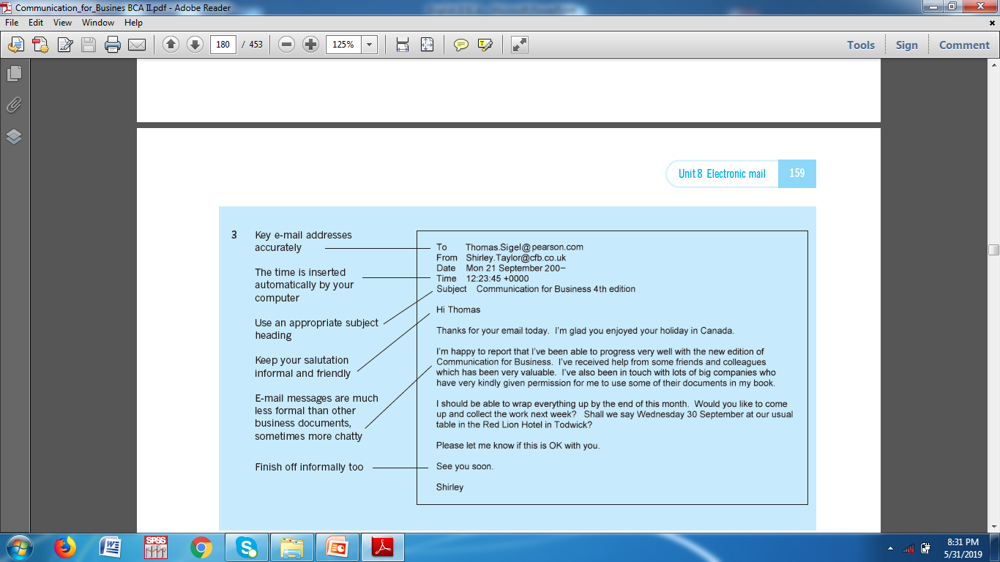 Communication_for_Busines BCA II.pdf - Adobe Reader
File Edit View Window Help
180 / 453 125% Tools Sign Comment
Unit 8 Electronic mail 159
3 Key e-mail addresses
accurately
The time is inserted
automatically by your
computer
Use an appropriate subject
heading
Keep your salutation
informal and friendly
E-mail messages are much
less formal than other
business documents,
sometimes more chatty
Finish off informally too
To Thomas.Sigel@pearson.com
From Shirley.Taylor@cfb.co.uk
Date Mon 21 September 200–
Time 12:23:45 +0000
Subject Communication for Business 4th edition
Hi Thomas
Thanks for your email today. I'm glad you enjoyed your holiday in Canada.
I'm happy to report that I've been able to progress very well with the new edition of
Communication for Business. I've received help from some friends and colleagues
which has been very valuable. I've also been in touch with lots of big companies who
have very kindly given permission for me to use some of their documents in my book.
I should be able to wrap everything up by the end of this month. Would you like to come
up and collect the work next week? Shall we say Wednesday 30 September at our usual
table in the Red Lion Hotel in Todwick?
Please let me know if this is OK with you.
See you soon.
Shirley
SPSS
8:31 PM
5/31/2019